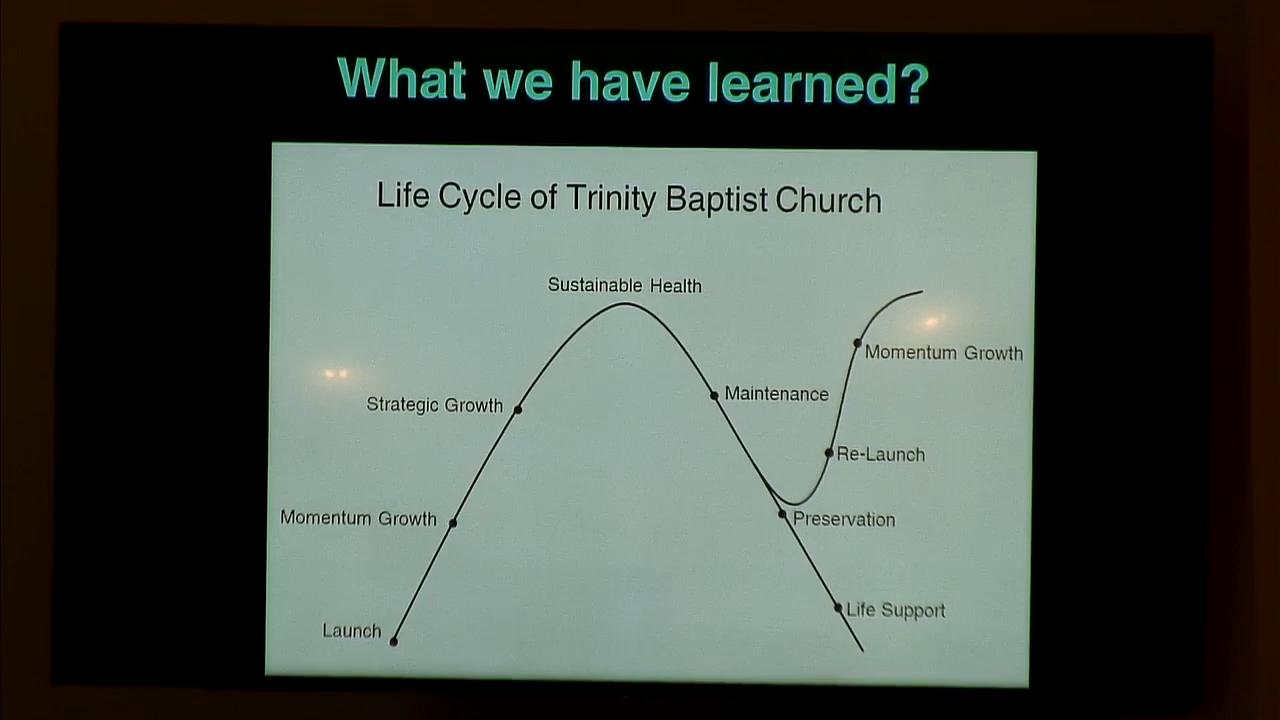 What we have learned?
Life Cycle of Trinity Baptist Church
Sustainable Health
Momentum Growth
Maintenance
Strategic Growth
Re-Launch
Momentum Growth
Preservation
Life Support
Launch